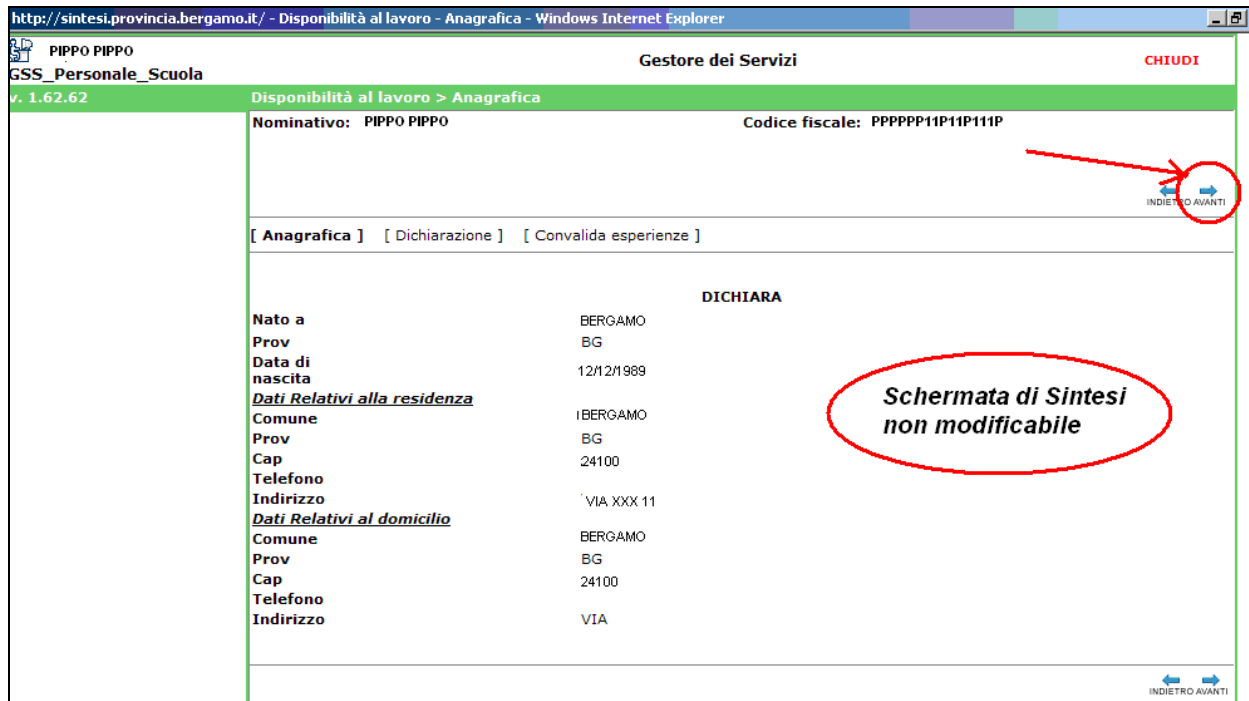 http://sintesi.provincia.bergamo.it/ - Disponibilità al lavoro - Anagrafica - Windows Internet Explorer
PIPPO PIPPO
GSS_Personale_Scuola
Gestore dei Servizi
CHIUDI
v. 1.62.62
Disponibilità al lavoro > Anagrafica
Nominativo: PIPPO PIPPO Codice fiscale: PPPPPP11P11P111P
INDIETRO AVANTI
[ Anagrafica ] [ Dichiarazione ] [ Convalida esperienze ]
DICHIARA
Nato a BERGAMO
Prov BG
Data di
nascita 12/12/1989
Dati Relativi alla residenza
Comune BERGAMO
Prov BG
Cap 24100
Telefono
Indirizzo VIA XXX 11
Dati Relativi al domicilio
Comune BERGAMO
Prov BG
Cap 24100
Telefono
Indirizzo VIA
Schermata di Sintesi
non modificabile
INDIETRO AVANTI